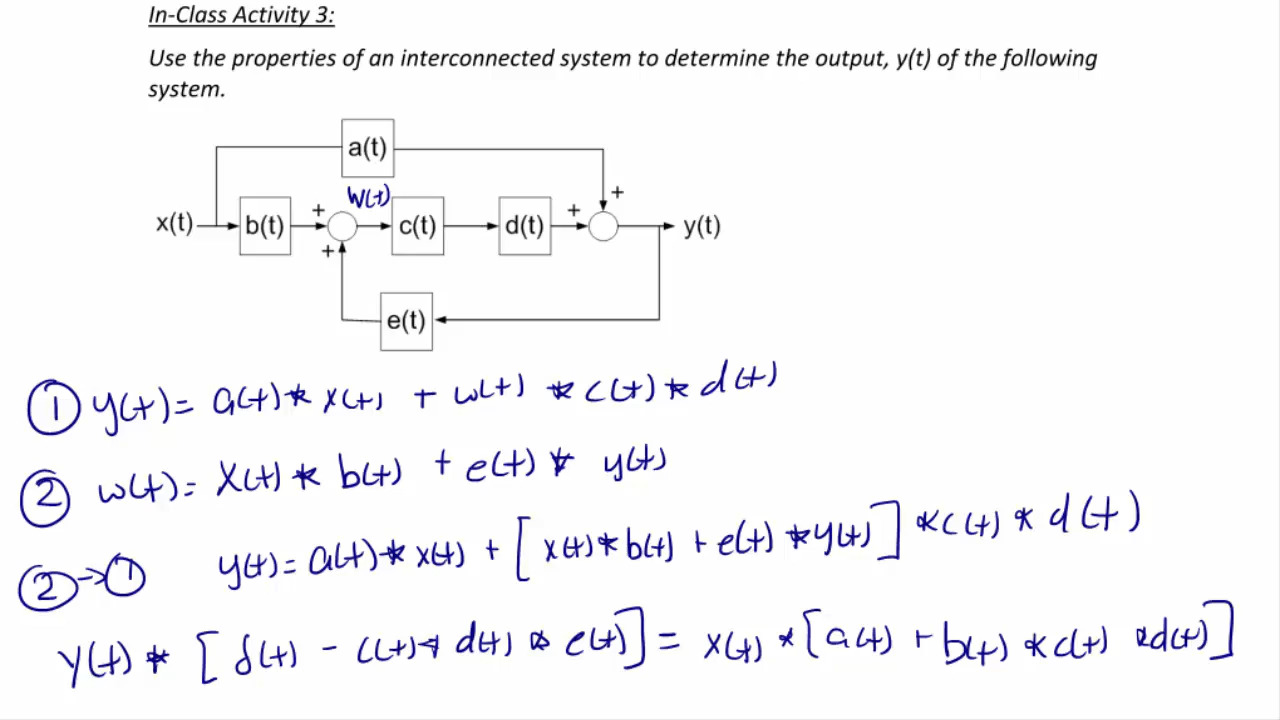 In-Class Activity 3:
Use the properties of an interconnected system to determine the output, y(t) of the following
system.
a(t)
W(t)
+
x(t)
b(t)
+
c(t)
d(t)
+
y(t)
+
e(t)
① y(t) = a(t) * x(t) + w(t) * c(t) * d(t)
② w(t) = x(t) * b(t) + e(t) * y(t)
② → ① y(t) = a(t) * x(t) + [x(t) * b(t) + e(t) * y(t)] * c(t) * d(t)
y(t) * [δ(t) - c(t) * d(t) * e(t)] = x(t) * [a(t) + b(t) * c(t) * d(t)]